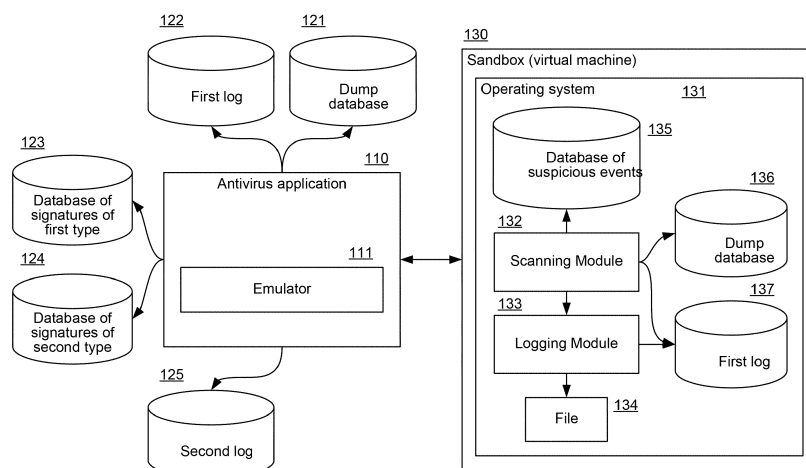 122
121
130
Sandbox (virtual machine)
First log
Dump
database
Operating system
131
123
110
135
Database of
signatures of
first type
Antivirus application
Database of
suspicious events
136
132
124
111
Scanning Module
Dump
database
Emulator
133
137
Database of
signatures of
second type
Logging Module
First log
125
134
File
Second log